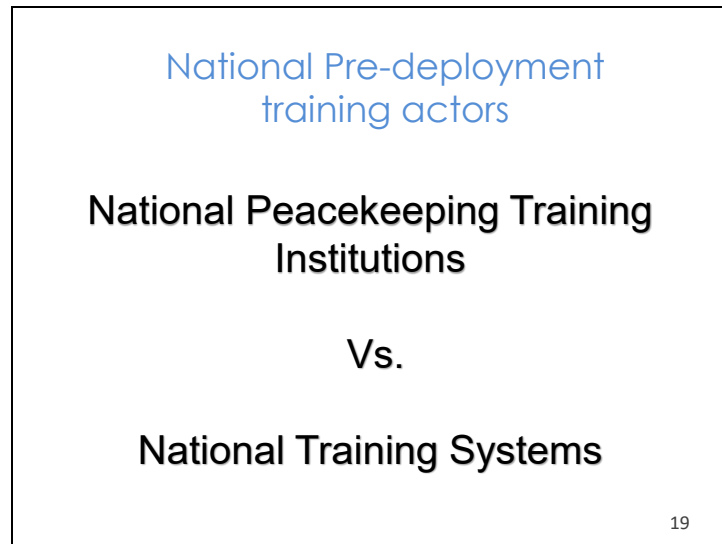 National Pre-deployment
training actors
National Peacekeeping Training
Institutions
Vs.
National Training Systems
19